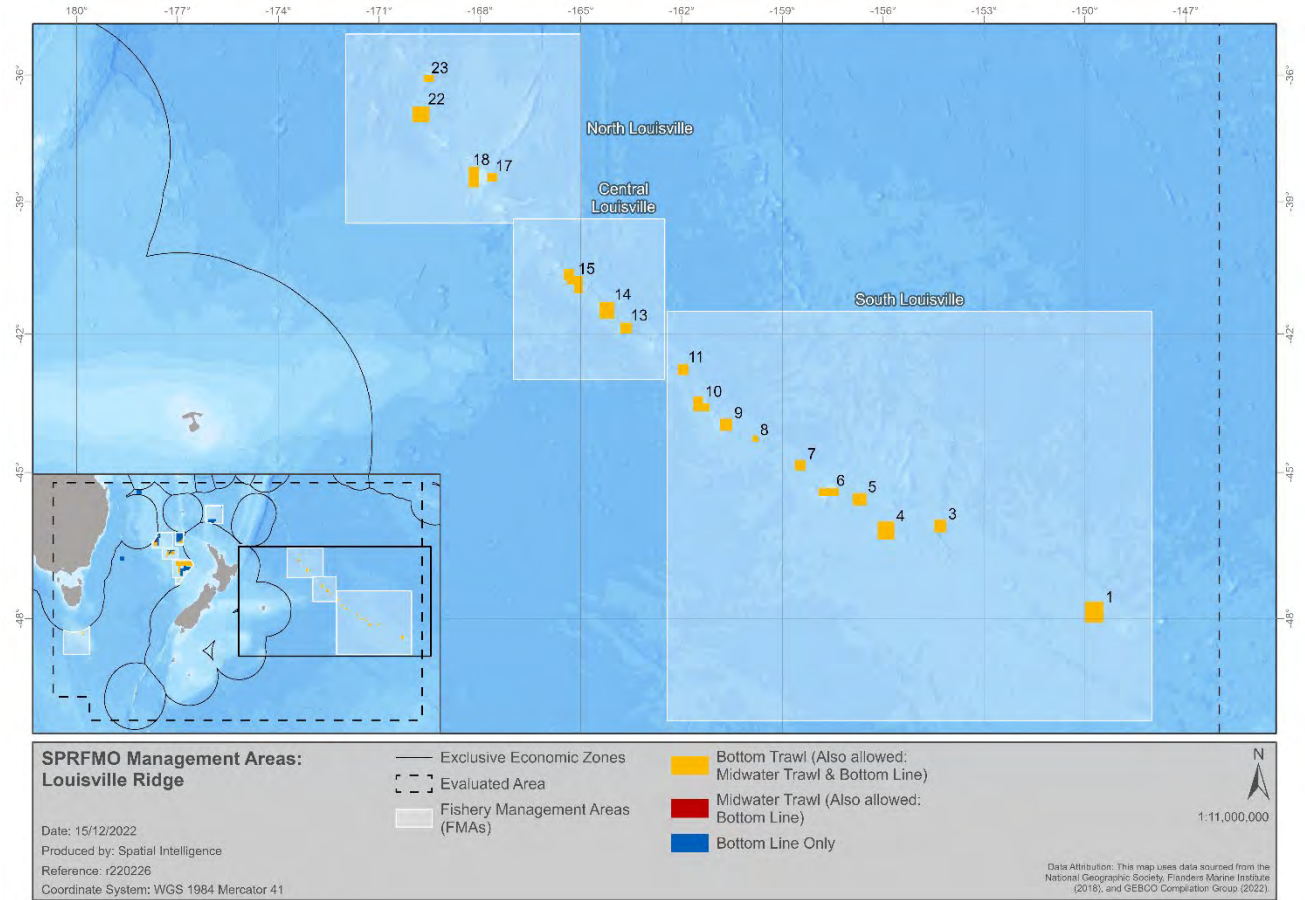 -180° -177° -174° -171° -168° -165° -162° -159° -156° -153° -150° -147°
-36° -36°
23
22
North Louisville
18 17
-39° -39°
Central
Louisville
15
South Louisville
14
13
-42° -42°
11
10
9
8
7
-45° -45°
6 5
4 3
1
-48° -48°
SPRFMO Management Areas:
Louisville Ridge
Date: 15/12/2022
Produced by: Spatial Intelligence
Reference: r220226
Coordinate System: WGS 1984 Mercator 41
Exclusive Economic Zones
Evaluated Area
Fishery Management Areas
(FMAs)
Bottom Trawl (Also allowed:
Midwater Trawl & Bottom Line)
Midwater Trawl (Also allowed:
Bottom Line)
Bottom Line Only
N
1:11,000,000
Data Attribution: This map uses data sourced from the
National Geographic Society, Flanders Marine Institute
(2018), and GEBCO Compilation Group (2022).